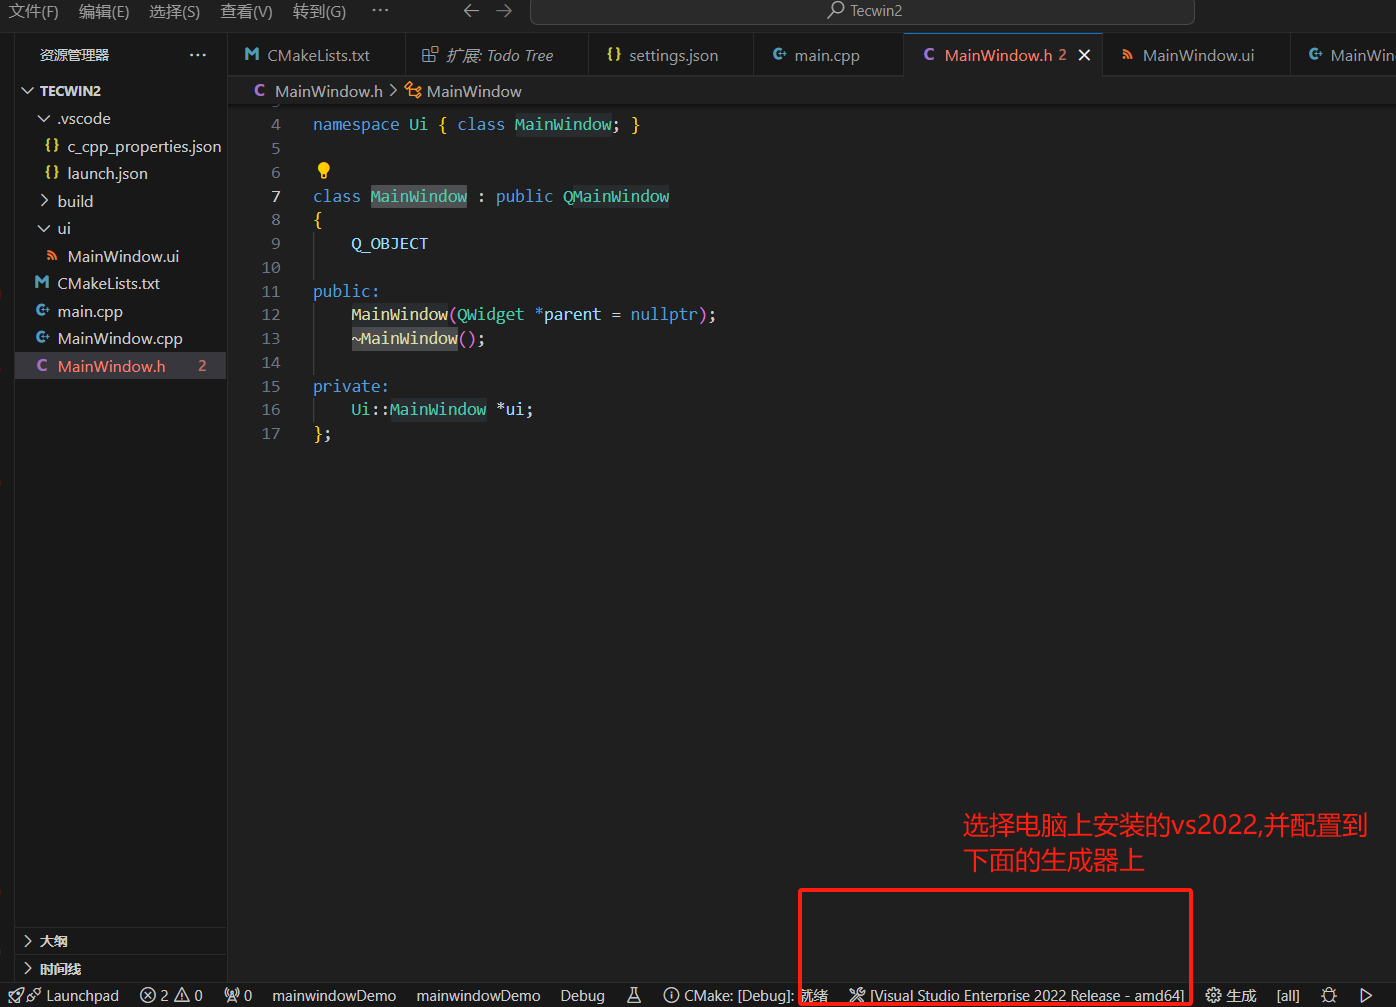 文件(F) 编辑(E) 选择(S) 查看(V) 转到(G) ··· ← → Tecwin2
资源管理器 ···
TECWIN2
.vscode
{} c_cpp_properties.json
{} launch.json
build
ui
MainWindow.ui
M CMakeLists.txt
main.cpp
MainWindow.cpp
C MainWindow.h 2
大纲
时间线
M CMakeLists.txt 扩展: Todo Tree {} settings.json main.cpp C MainWindow.h 2 × MainWindow.ui MainWin
C MainWindow.h > MainWindow
4 namespace Ui { class MainWindow; }
5
6
7 class MainWindow : public QMainWindow
8 {
9 Q_OBJECT
10
11 public:
12 MainWindow(QWidget *parent = nullptr);
13 ~MainWindow();
14
15 private:
16 Ui::MainWindow *ui;
17 };
选择电脑上安装的vs2022,并配置到
下面的生成器上
Launchpad 2 0 0 mainwindowDemo mainwindowDemo Debug CMake: [Debug]: 就绪 [Visual Studio Enterprise 2022 Release - amd64] 生成 [all]